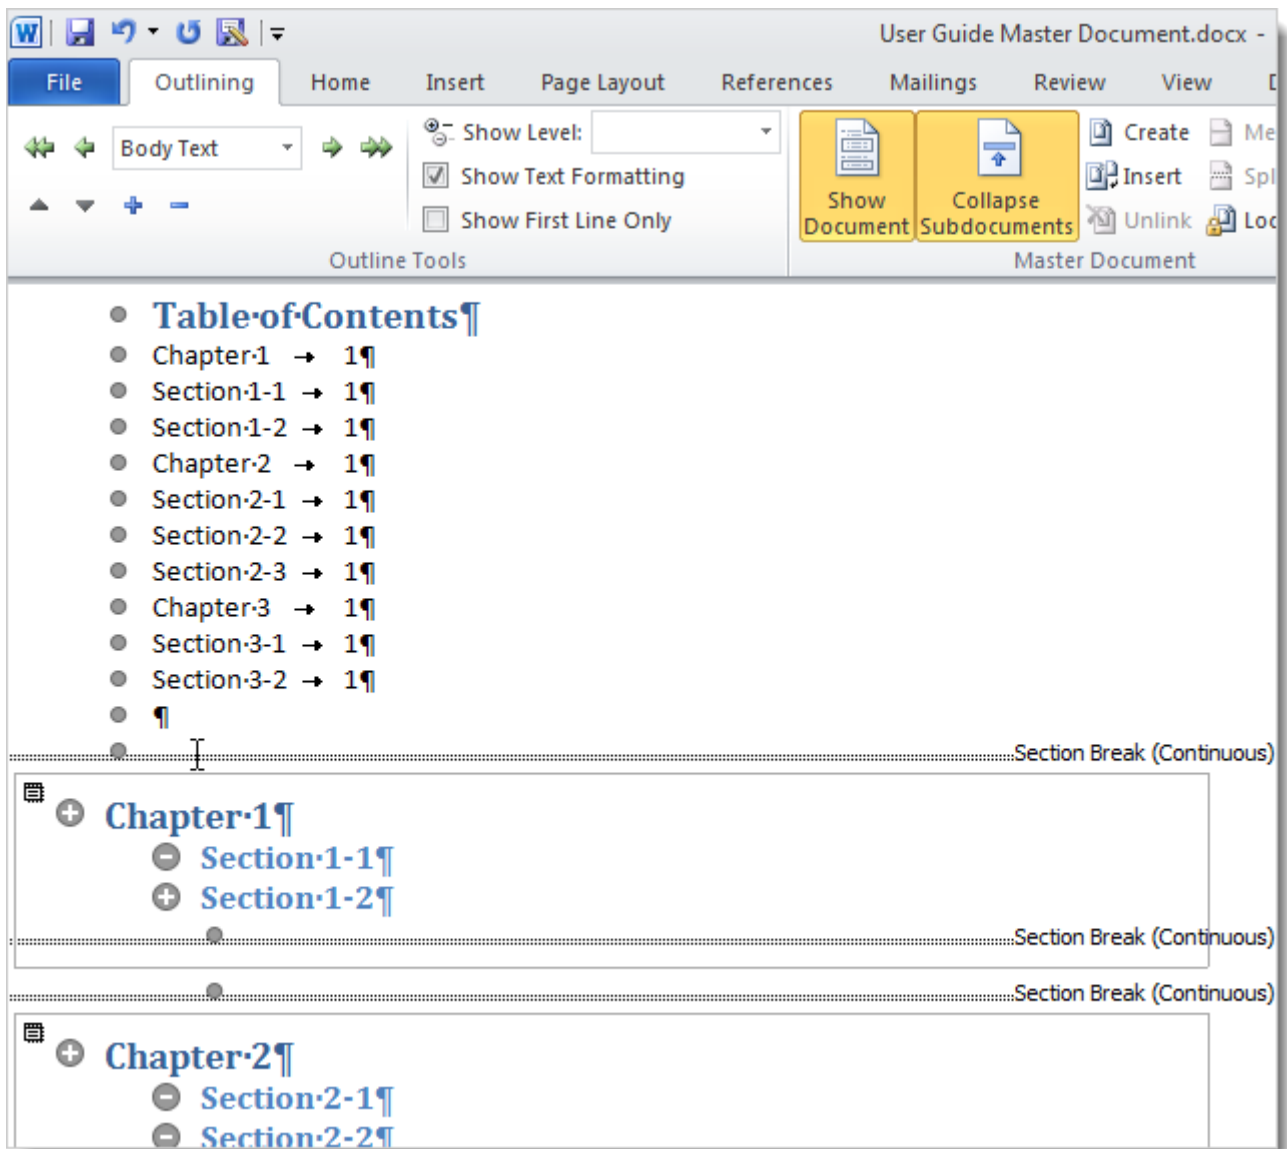 User Guide Master Document.docx -
File Outlining Home Insert Page Layout References Mailings Review View
Body Text
Show Level:
Show Text Formatting
Show First Line Only
Outline Tools
Show Document
Collapse Subdocuments
Create
Insert
Unlink
Master Document
Table·of·Contents¶
Chapter·1 → 1¶
Section·1-1 → 1¶
Section·1-2 → 1¶
Chapter·2 → 1¶
Section·2-1 → 1¶
Section·2-2 → 1¶
Section·2-3 → 1¶
Chapter·3 → 1¶
Section·3-1 → 1¶
Section·3-2 → 1¶
¶
Section Break (Continuous)
Chapter·1¶
Section·1-1¶
Section·1-2¶
Section Break (Continuous)
Section Break (Continuous)
Chapter·2¶
Section·2-1¶
Section·2-2¶